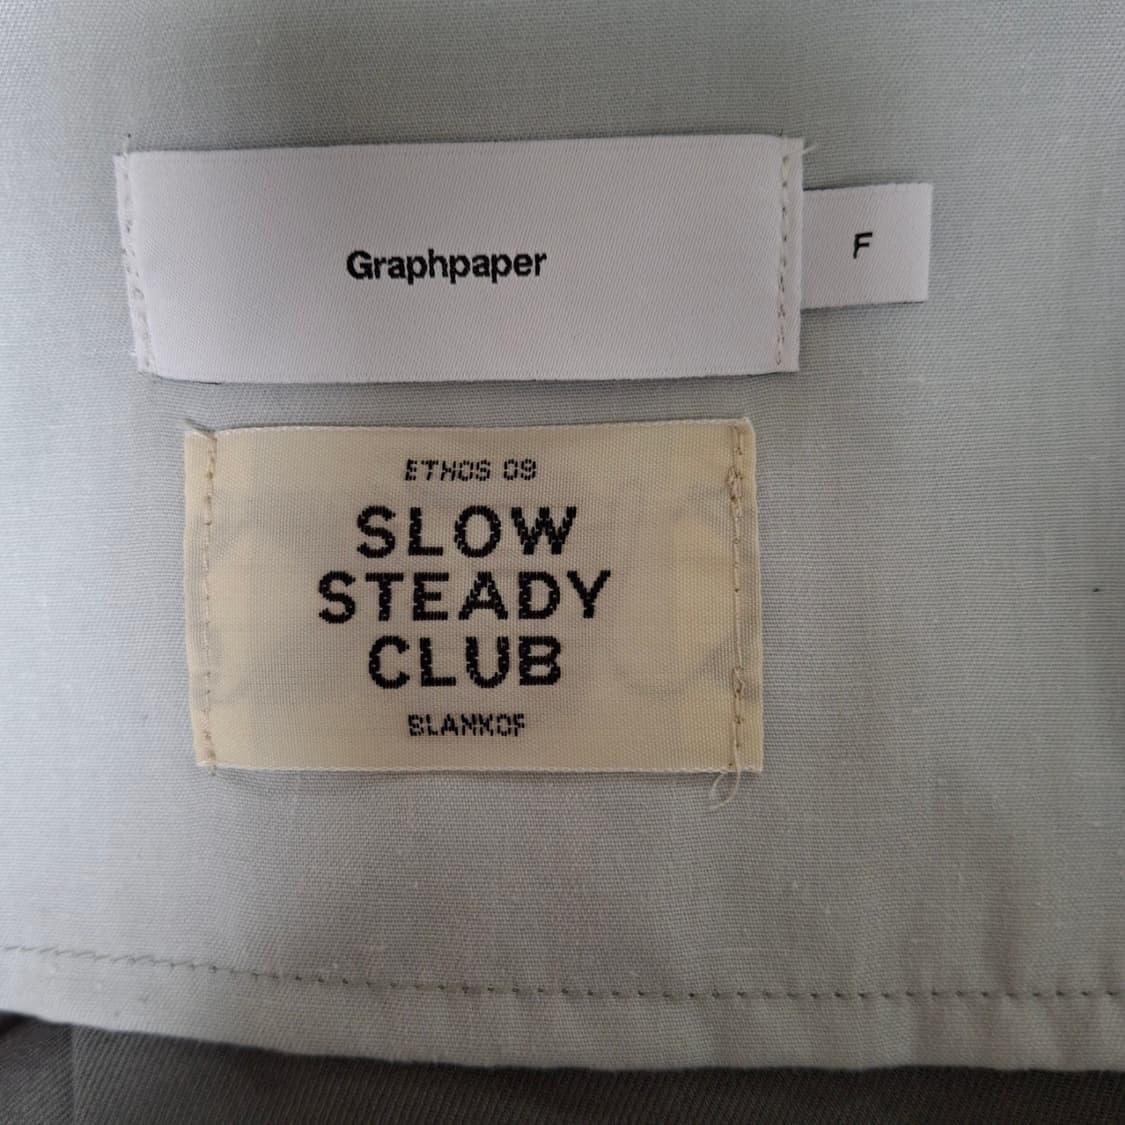 Graphpaper
F
ETHOS 09
SLOW
STEADY
CLUB
BLANKOF